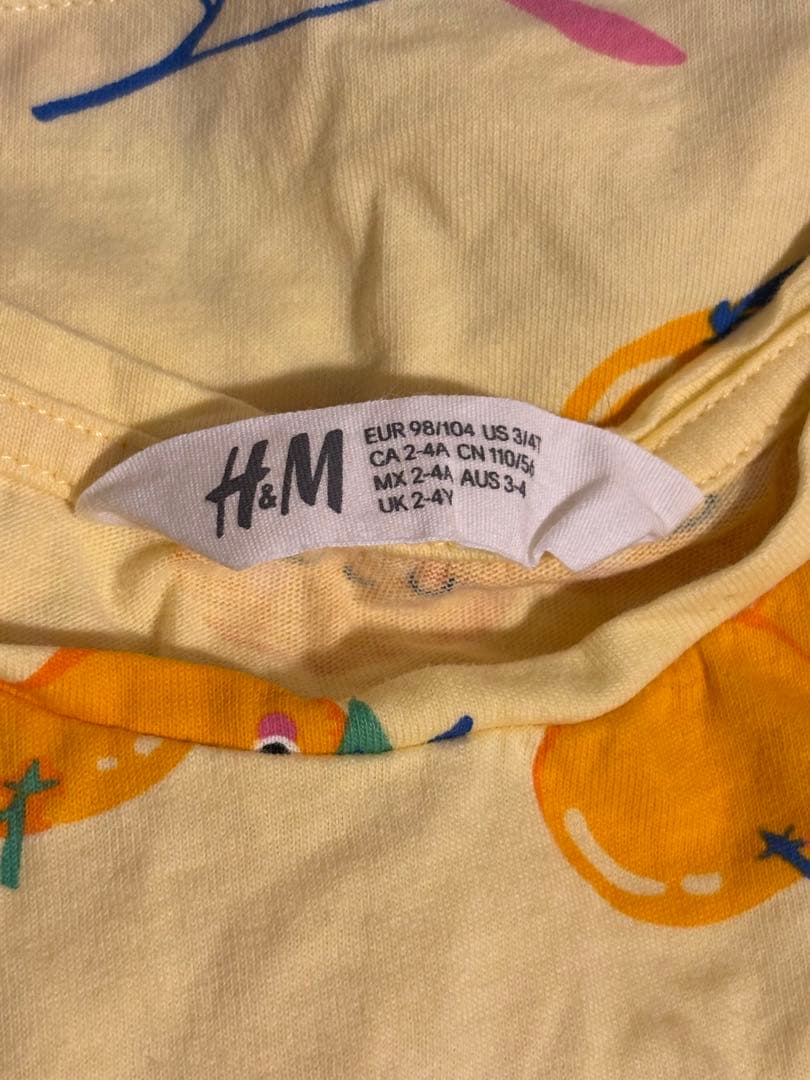 H&M
EUR 98/104 US 3/4T
CA 2-4A CN 110/56
MX 2-4A AUS 3-4
UK 2-4Y